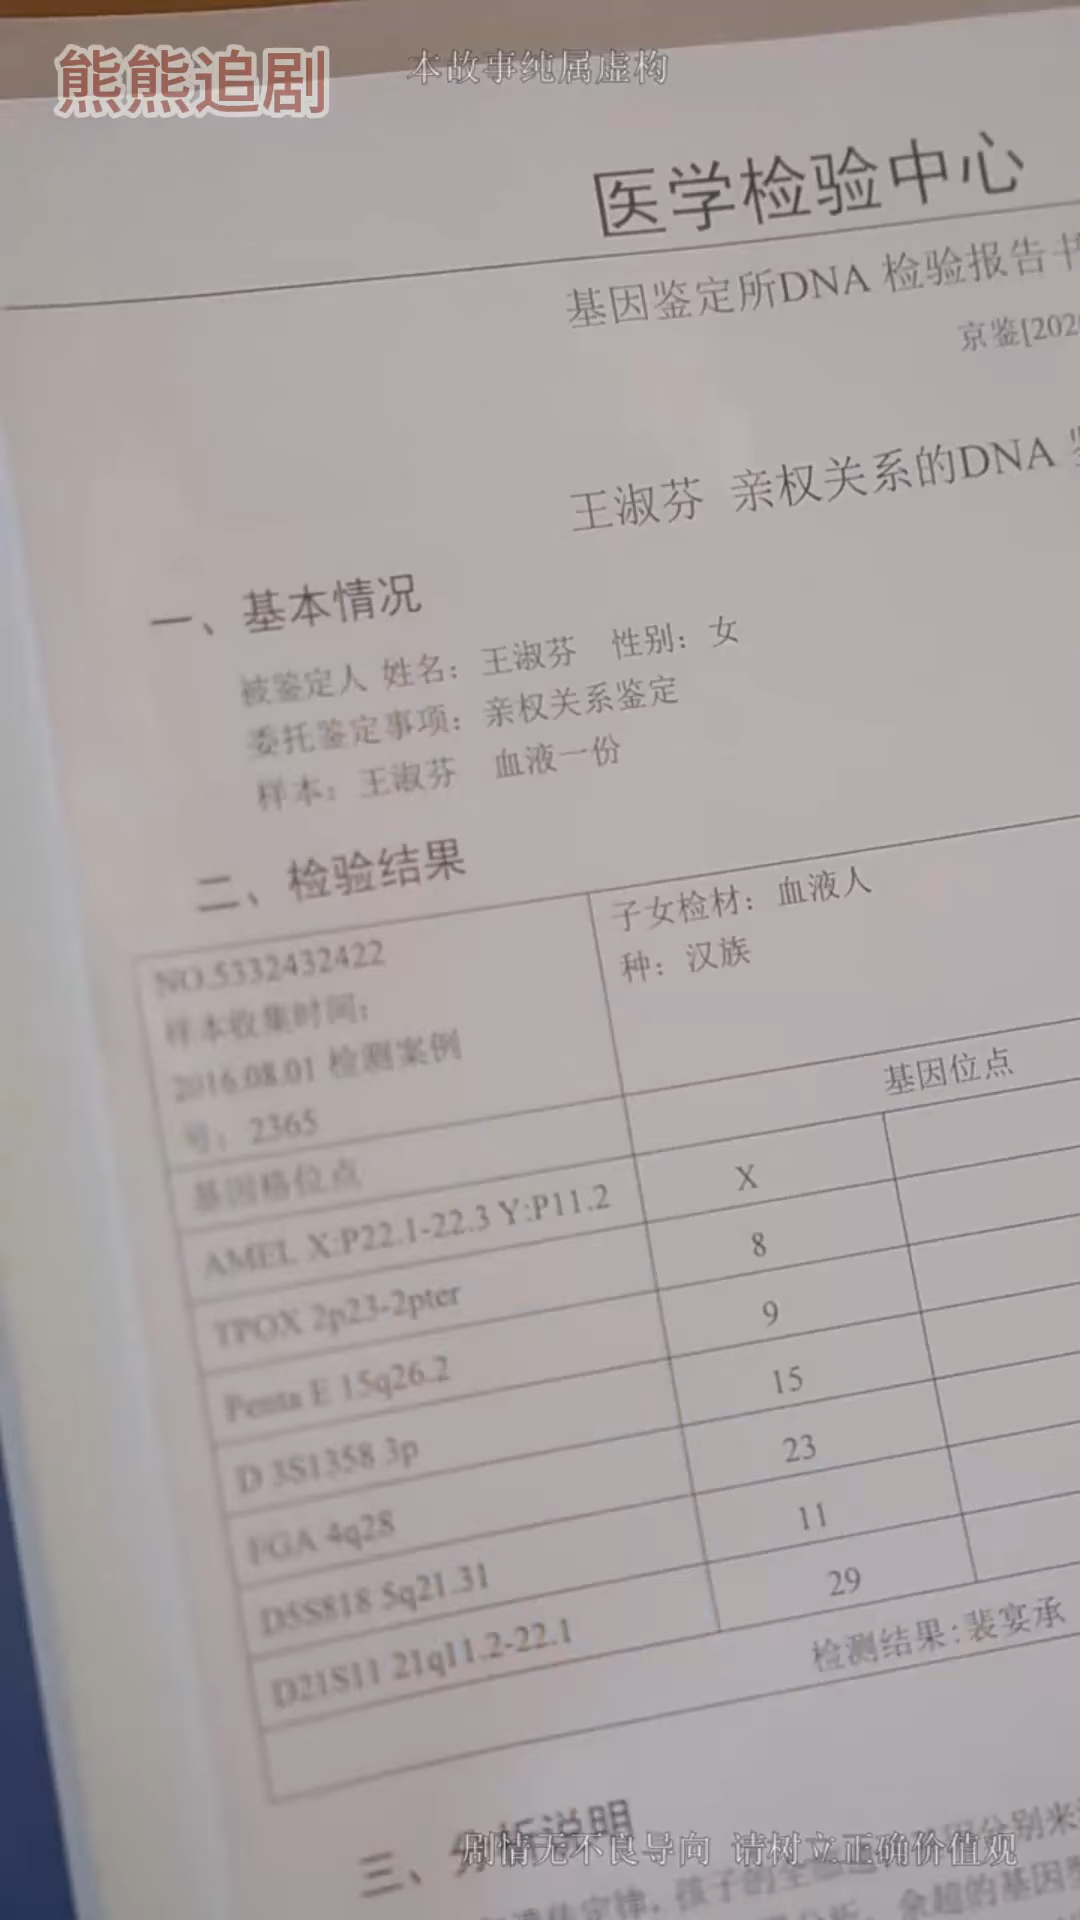 熊熊追剧
本故事纯属虚构
医学检验中心
基因鉴定所DNA 检验报告书
京鉴[202
王淑芬 亲权关系的DNA
一、基本情况
被鉴定人 姓名：王淑芬 性别：女
委托鉴定事项：亲权关系鉴定
样本：王淑芬 血液一份
二、检验结果
NO.5332432422
样本收集时间：
2016.08.01 检测案例
号：2365
子女检材：血液人
种：汉族
基因位点
基因格位点
AMEL X:P22.1-22.3 Y:P11.2 X
TPOX 2p23-2pter 8
Penta E 15q26.2 9
D 3S1358 3p 15
FGA 4q28 23
D5S818 5q21.31 11
D21S11 21q11.2-22.1 29
检测结果:裴宴承
三、分析说明
剧情无不良导向 请树立正确价值观